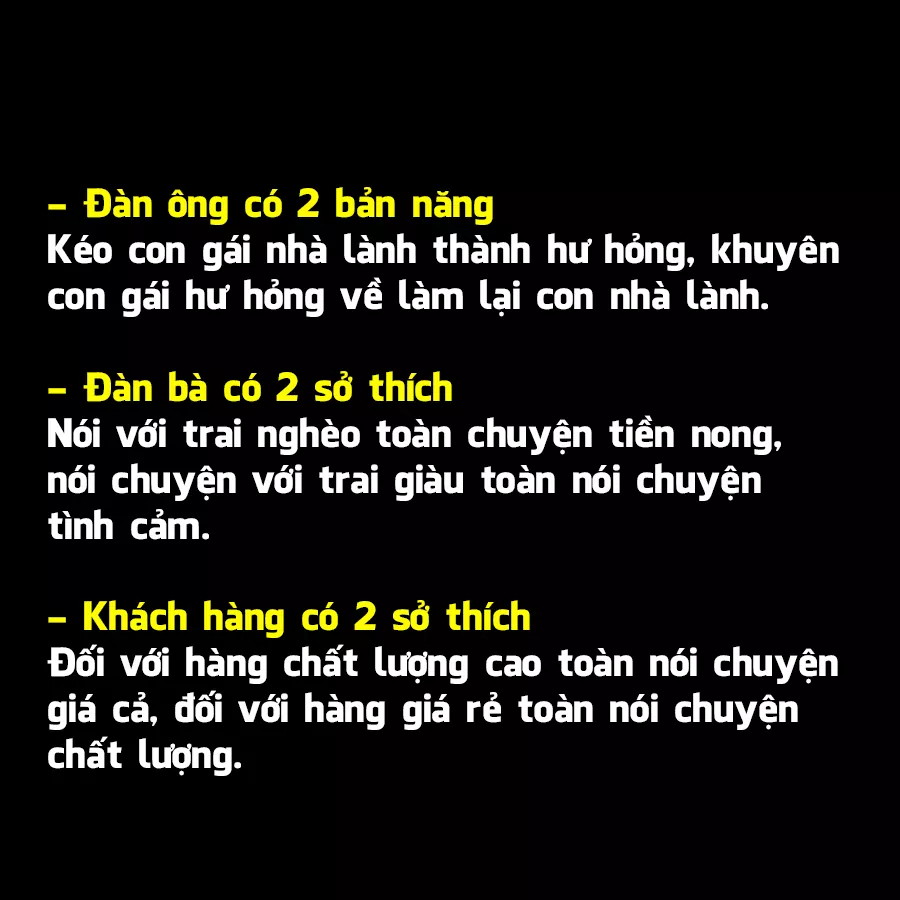 – Đàn ông có 2 bản năng
Kéo con gái nhà lành thành hư hỏng, khuyên
con gái hư hỏng về làm lại con nhà lành.
– Đàn bà có 2 sở thích
Nói với trai nghèo toàn chuyện tiền nong,
nói chuyện với trai giàu toàn nói chuyện
tình cảm.
– Khách hàng có 2 sở thích
Đối với hàng chất lượng cao toàn nói chuyện
giá cả, đối với hàng giá rẻ toàn nói chuyện
chất lượng.